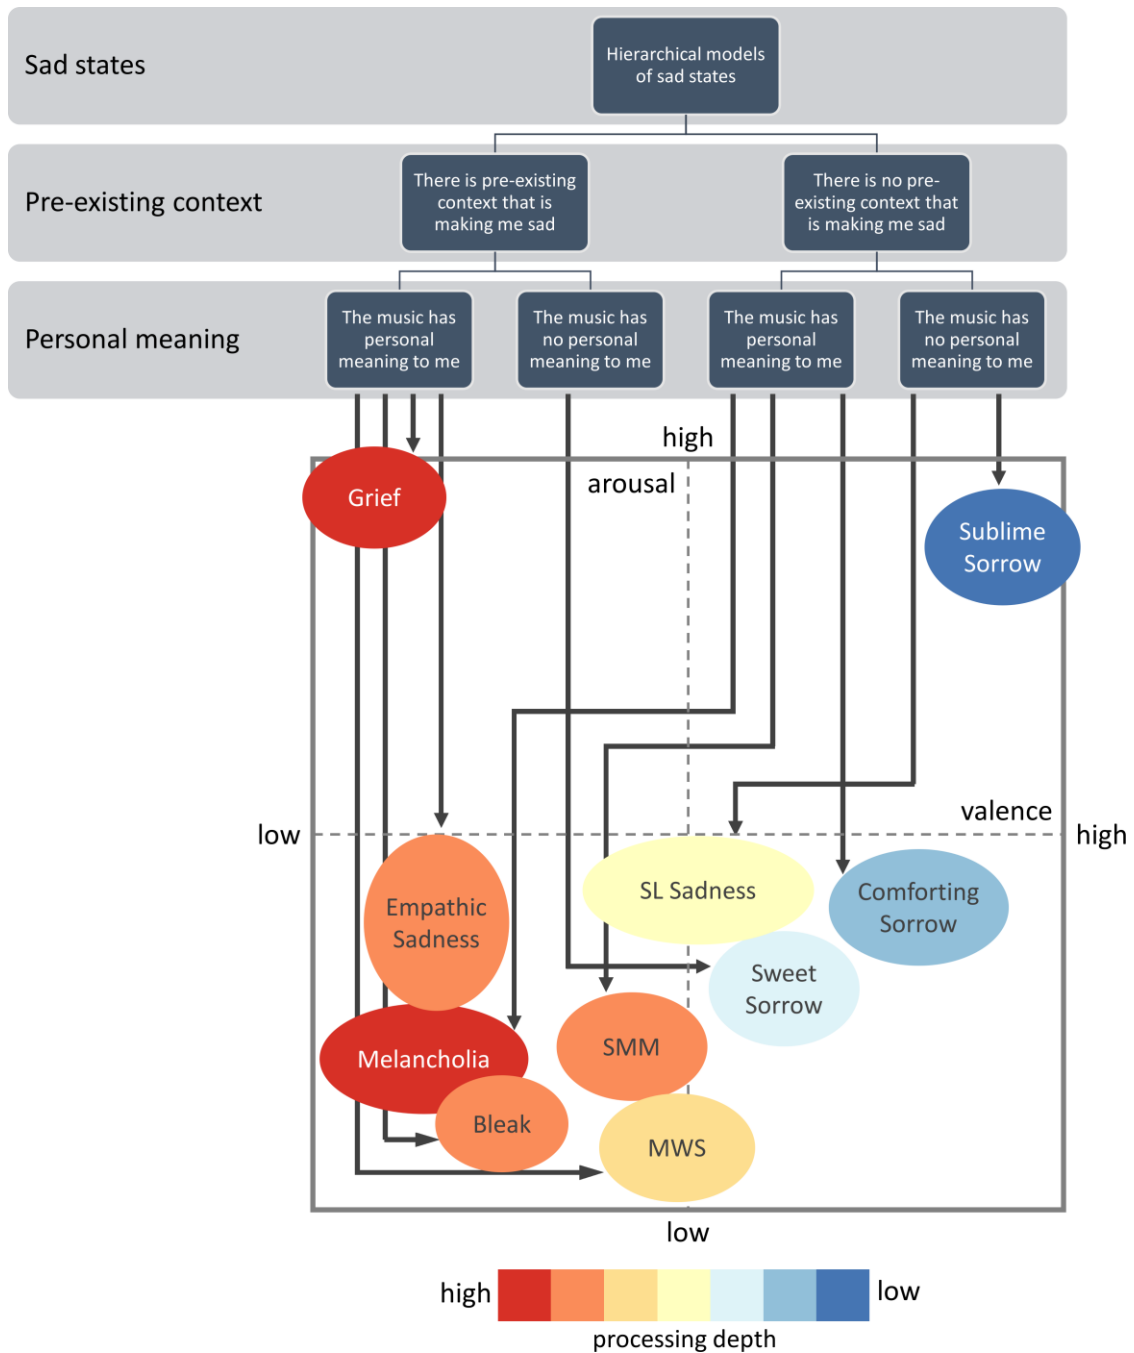 Sad states
Hierarchical models
of sad states
Pre-existing context
There is pre-existing
context that is
making me sad
There is no pre-
existing context that
is making me sad
Personal meaning
The music has
personal
meaning to me
The music has
no personal
meaning to me
The music has
personal
meaning to me
The music has
no personal
meaning to me
high
arousal
Grief
Sublime
Sorrow
valence
low
high
Empathic
Sadness
SL Sadness
Comforting
Sorrow
Sweet
Sorrow
Melancholia
SMM
Bleak
MWS
low
high
low
processing depth